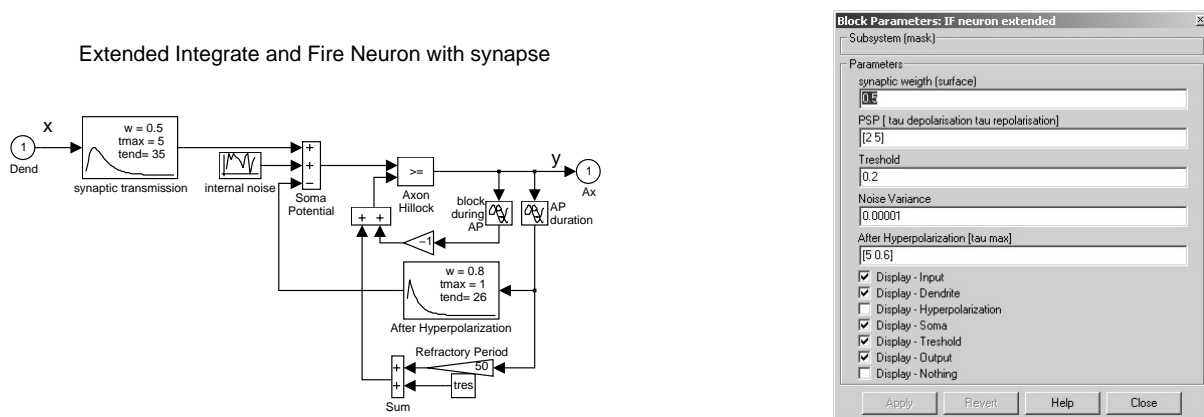 Extended Integrate and Fire Neuron with synapse
x
1
Dend
w = 0.5
tmax = 5
tend= 35
synaptic transmission
internal noise
+
+
−
Soma
Potential
>=
Axon
Hillock
y
1
Ax
block
during
AP
AP
duration
+ +
−1
w = 0.8
tmax = 1
tend= 26
After Hyperpolarization
Refractory Period
50
+
+
tres
Sum
Block Parameters: IF neuron extended
Subsystem (mask)
Parameters
synaptic weigth (surface)
0.5
PSP [ tau depolarisation tau repolarisation]
[2 5]
Treshold
0.2
Noise Variance
0.00001
After Hyperpolarization [tau max]
[5 0.6]
Display - Input
Display - Dendrite
Display - Hyperpolarization
Display - Soma
Display - Treshold
Display - Output
Display - Nothing
Apply Revert Help Close